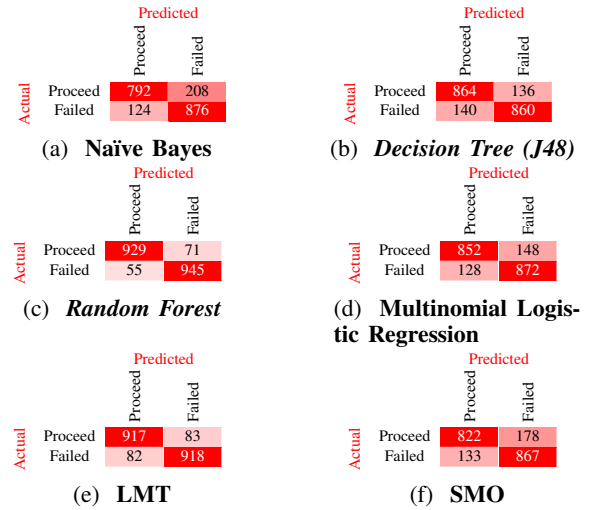 Predicted
Proceed Failed
Actual
Proceed 792 208
Failed 124 876
(a) Naïve Bayes
Predicted
Proceed Failed
Actual
Proceed 864 136
Failed 140 860
(b) Decision Tree (J48)
Predicted
Proceed Failed
Actual
Proceed 929 71
Failed 55 945
(c) Random Forest
Predicted
Proceed Failed
Actual
Proceed 852 148
Failed 128 872
(d) Multinomial Logis-
tic Regression
Predicted
Proceed Failed
Actual
Proceed 917 83
Failed 82 918
(e) LMT
Predicted
Proceed Failed
Actual
Proceed 822 178
Failed 133 867
(f) SMO